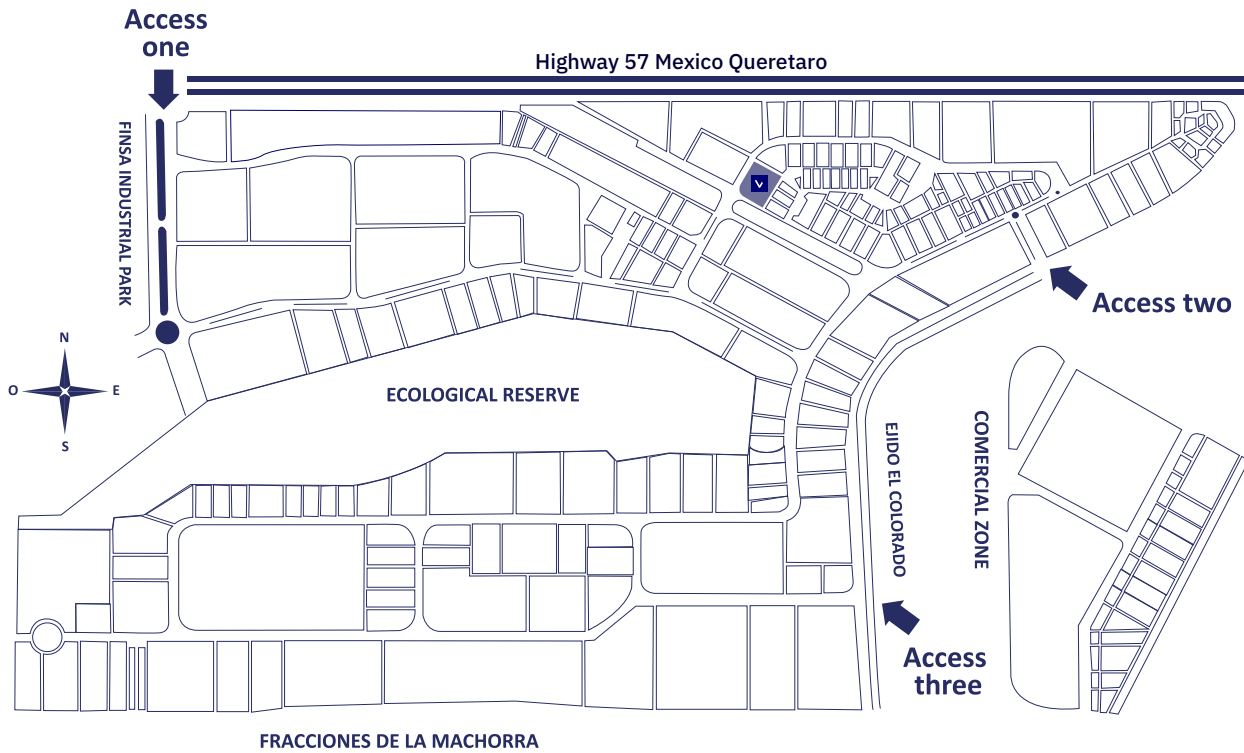 Access
one
Highway 57 Mexico Queretaro
FINSA INDUSTRIAL PARK
Access two
N
O
E
S
ECOLOGICAL RESERVE
EJIDO EL COLORADO
COMERCIAL ZONE
Access
three
FRACCIONES DE LA MACHORRA